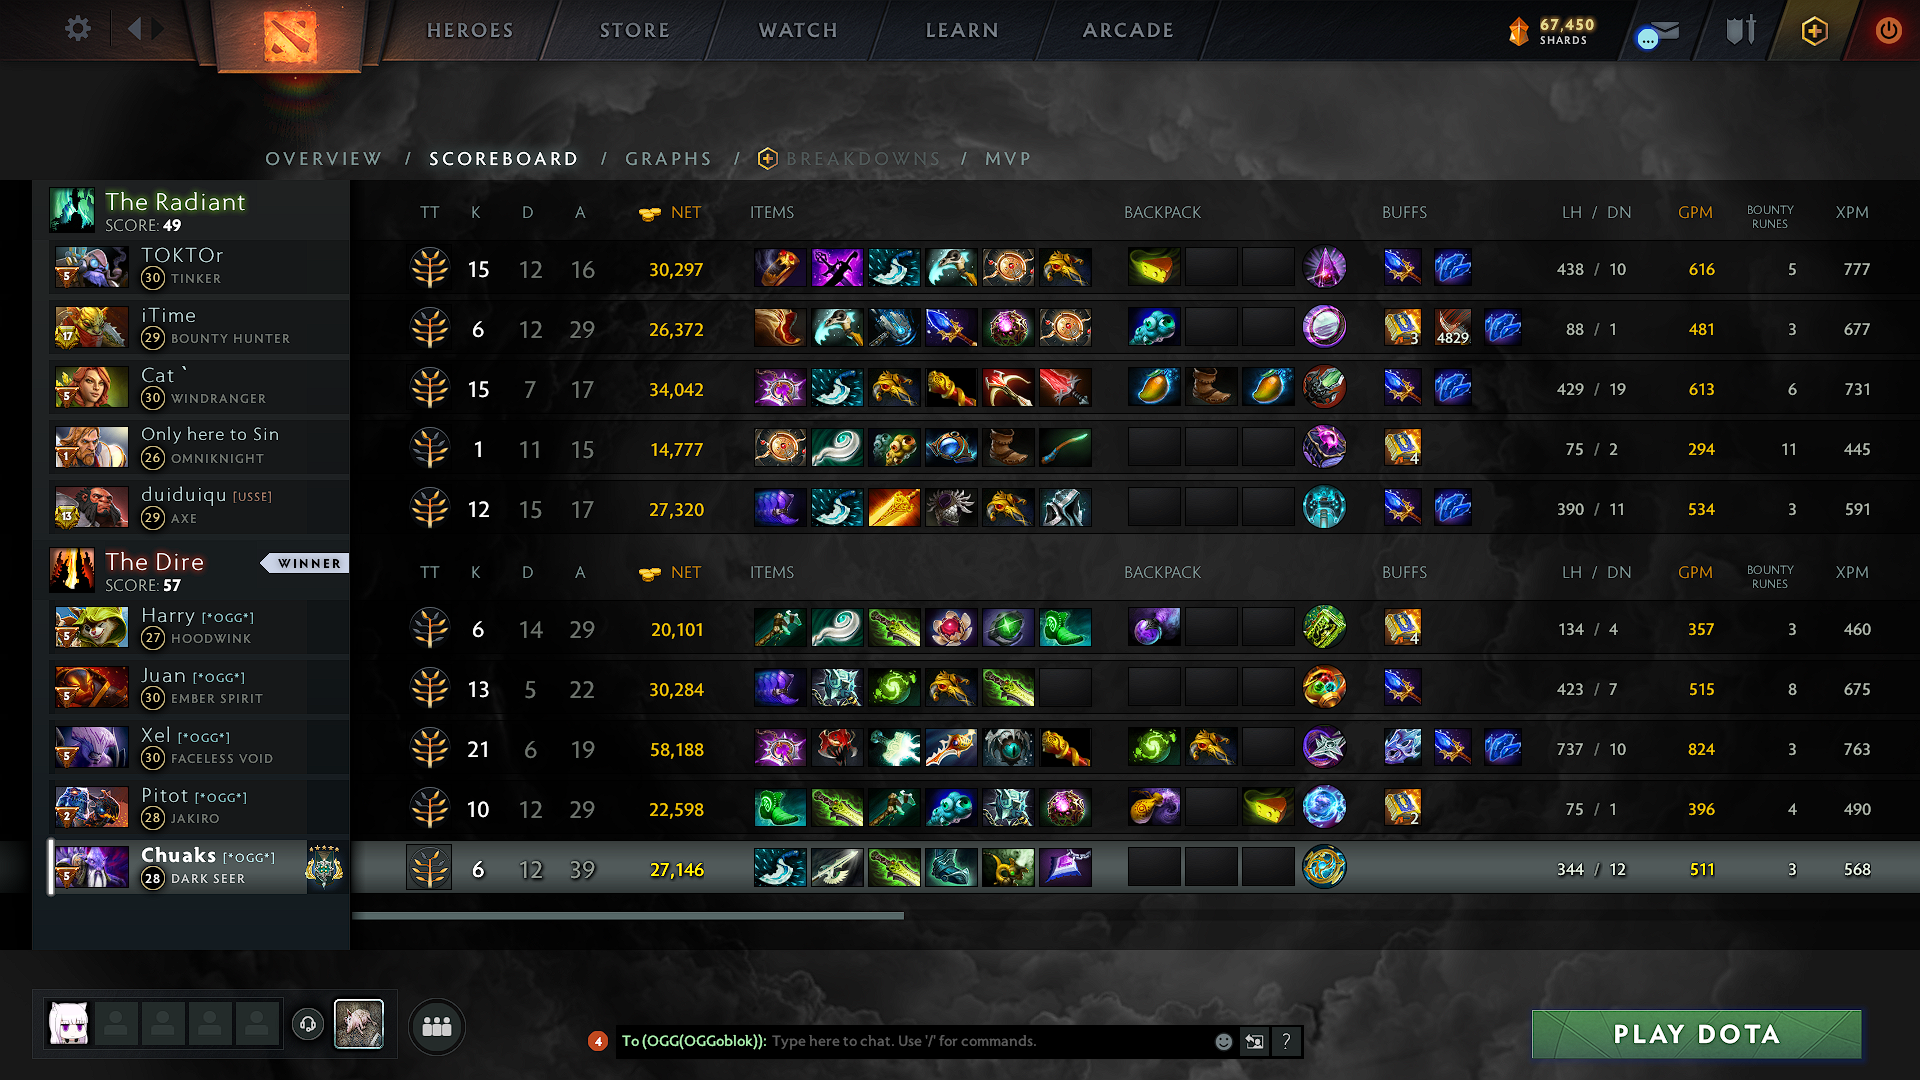 HEROES STORE WATCH LEARN ARCADE 67,450 SHARDS
OVERVIEW / SCOREBOARD / GRAPHS / BREAKDOWNS / MVP
The Radiant
SCORE: 49
TT K D A NET ITEMS BACKPACK BUFFS LH / DN GPM BOUNTY RUNES XPM
TOKTOr 5 30 TINKER 15 12 16 30,297 438 / 10 616 5 777
iTime 17 29 BOUNTY HUNTER 6 12 29 26,372 3 4829 88 / 1 481 3 677
Cat ` 5 30 WINDRANGER 15 7 17 34,042 429 / 19 613 6 731
Only here to Sin 1 26 OMNIKNIGHT 1 11 15 14,777 4 75 / 2 294 11 445
duiduiqu [USSE] 13 29 AXE 12 15 17 27,320 390 / 11 534 3 591
The Dire WINNER
SCORE: 57
TT K D A NET ITEMS BACKPACK BUFFS LH / DN GPM BOUNTY RUNES XPM
Harry [*OGG*] 5 27 HOODWINK 6 14 29 20,101 4 134 / 4 357 3 460
Juan [*OGG*] 5 30 EMBER SPIRIT 13 5 22 30,284 423 / 7 515 8 675
Xel [*OGG*] 5 30 FACELESS VOID 21 6 19 58,188 737 / 10 824 3 763
Pitot [*OGG*] 2 28 JAKIRO 10 12 29 22,598 2 75 / 1 396 4 490
Chuaks [*OGG*] 5 28 DARK SEER 6 12 39 27,146 344 / 12 511 3 568
4 To (OGG(OGGoblok)): Type here to chat. Use '/' for commands. ?
PLAY DOTA